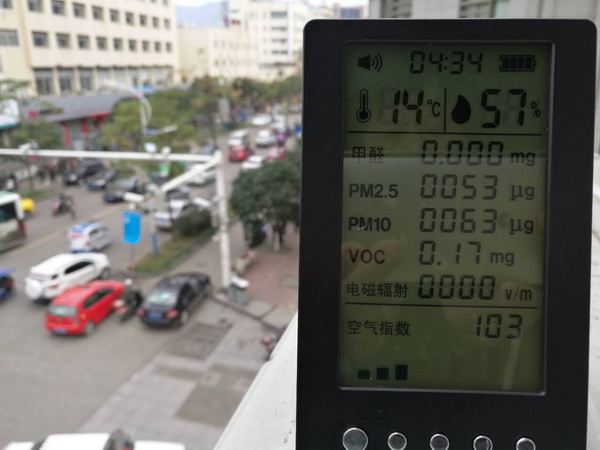 04:34
14°C 57%
甲醛 0.000 mg
PM2.5 0053 μg
PM10 0063 μg
VOC 0.17 mg
电磁辐射 0000 v/m
空气指数 103